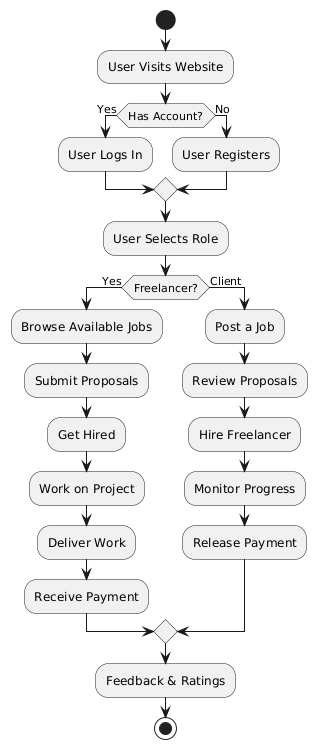 User Visits Website
Yes
Has Account?
No
User Logs In
User Registers
User Selects Role
Yes
Freelancer?
Client
Browse Available Jobs
Post a Job
Submit Proposals
Review Proposals
Get Hired
Hire Freelancer
Work on Project
Monitor Progress
Deliver Work
Release Payment
Receive Payment
Feedback & Ratings